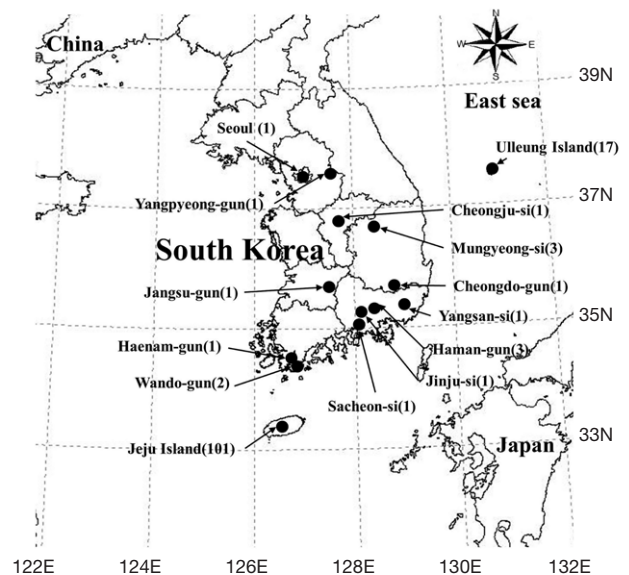 China
N
W
E
S
39N
East sea
Seoul (1)
Ulleung Island(17)
37N
Yangpyeong-gun(1)
Cheongju-si(1)
South Korea
Mungyeong-si(3)
Jangsu-gun(1)
Cheongdo-gun(1)
Yangsan-si(1)
35N
Haenam-gun(1)
Haman-gun(3)
Wando-gun(2)
Jinju-si(1)
Sacheon-si(1)
Jeju Island(101)
Japan
33N
122E 124E 126E 128E 130E 132E